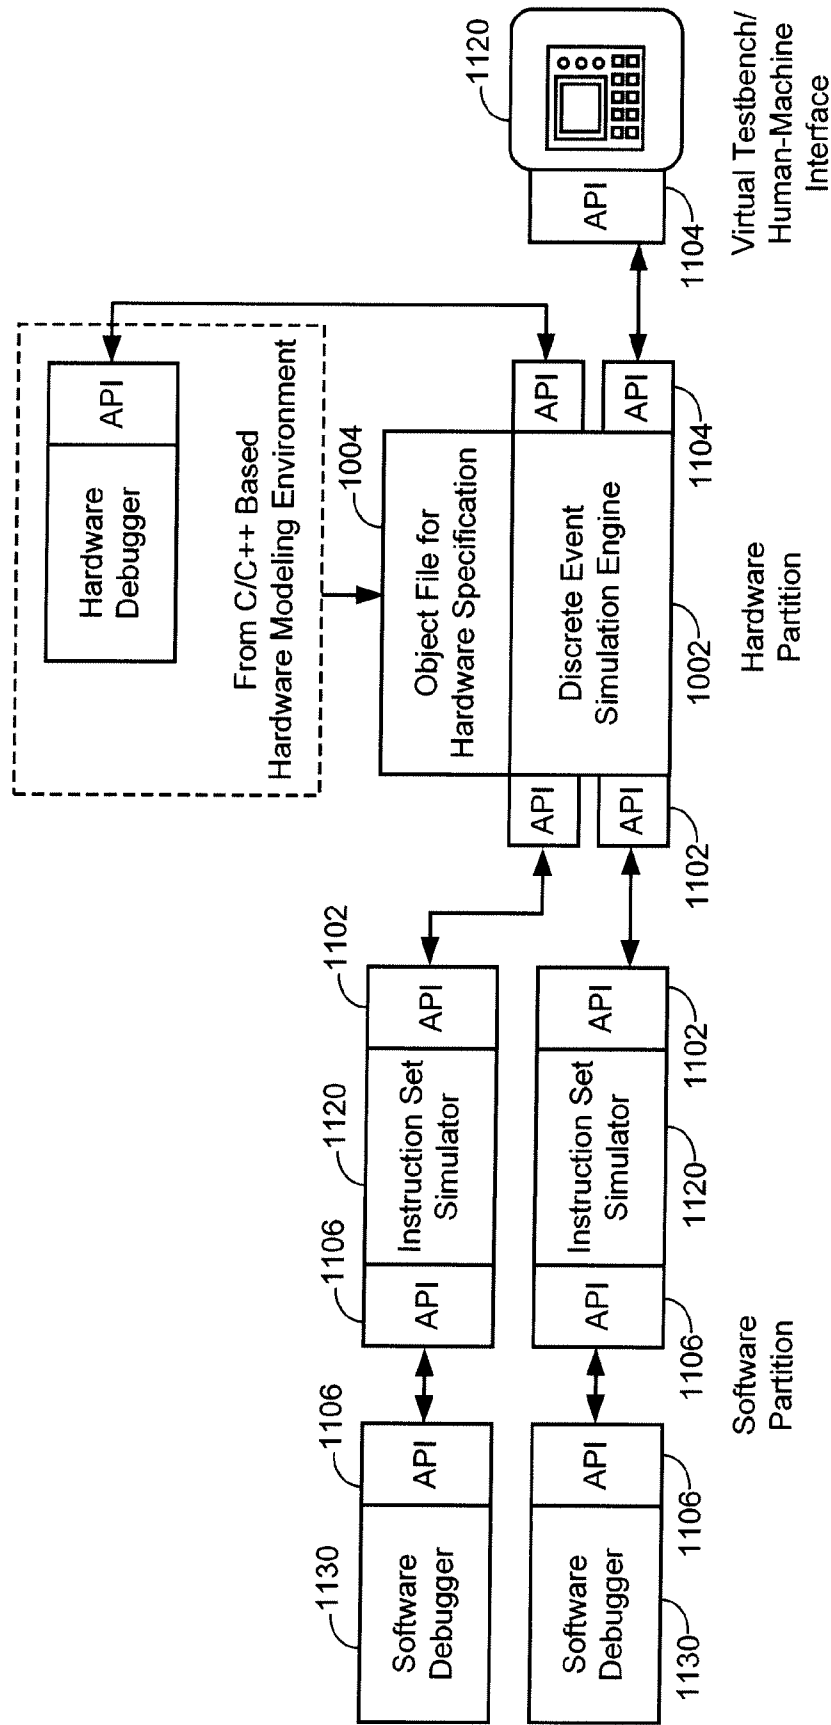 Hardware
Debugger
API
From C/C++ Based
Hardware Modeling Environment
1130
Software
Debugger
API
1106
1106
API
Instruction Set
Simulator
1120
API
1102
1004
Object File for
Hardware Specification
API
API
Discrete Event
Simulation Engine
API
API
1120
API
1104
Software
Debugger
API
API
Instruction Set
Simulator
API
1130
1106
1106
1120
1102
1102
1002
1104
Software
Partition
Hardware
Partition
Virtual Testbench/
Human-Machine
Interface